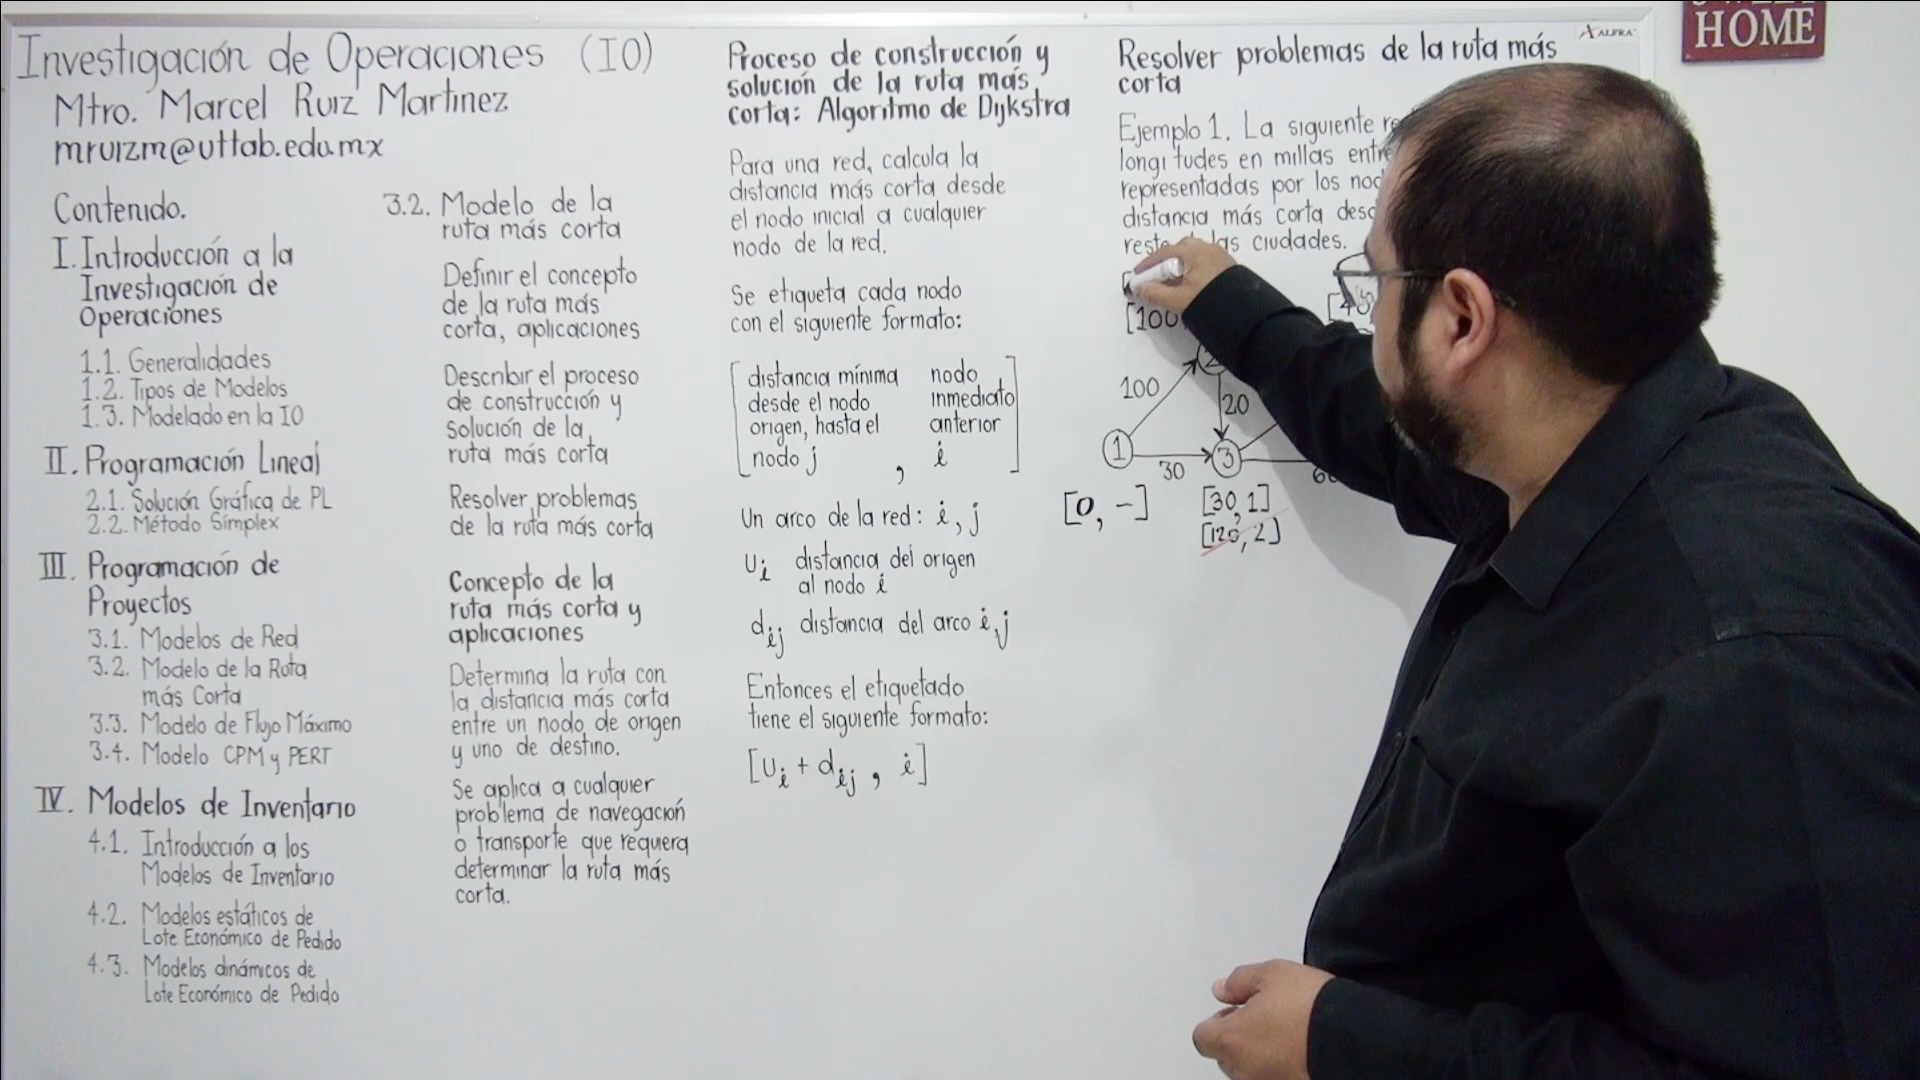 Investigación de Operaciones (IO)
Mtro. Marcel Ruiz Martinez
mruizm@uttab.edu.mx
Contenido.
I. Introducción a la
Investigación de
Operaciones
1.1. Generalidades
1.2. Tipos de Modelos
1.3. Modelado en la IO
II. Programación Lineal
2.1. Solución Gráfica de PL
2.2. Método Simplex
III. Programación de
Proyectos
3.1. Modelos de Red
3.2. Modelo de la Ruta
más Corta
3.3. Modelo de Flujo Máximo
3.4. Modelo CPM y PERT
IV. Modelos de Inventario
4.1. Introducción a los
Modelos de Inventario
4.2. Modelos estáticos de
Lote Económico de Pedido
4.3. Modelos dinámicos de
Lote Económico de Pedido
3.2. Modelo de la
ruta más corta
Definir el concepto
de la ruta más
corta, aplicaciones
Describir el proceso
de construcción y
solución de la
ruta más corta
Resolver problemas
de la ruta más corta
Concepto de la
ruta más corta y
aplicaciones
Determina la ruta con
la distancia más corta
entre un nodo de origen
y uno de destino.
Se aplica a cualquier
problema de navegación
o transporte que requiera
determinar la ruta más
corta.
Proceso de construcción y
solución de la ruta más
corta: Algoritmo de Dijkstra
Para una red, calcula la
distancia más corta desde
el nodo inicial a cualquier
nodo de la red.
Se etiqueta cada nodo
con el siguiente formato:
[distancia mínima nodo
desde el nodo inmediato
origen, hasta el anterior
nodo j , i]
Un arco de la red: i, j
Ui distancia del origen
al nodo i
dij distancia del arco i,j
Entonces el etiquetado
tiene el siguiente formato:
[Ui + dij , i]
Resolver problemas de la ruta más
corta
Ejemplo 1. La siguiente
longitudes en millas
representadas por los
distancia más corta
las ciudades.
[100
[40,
2
100
20
1
30
3
[0, -]
[30, 1]
[120, 2]
ALFRA
HOME